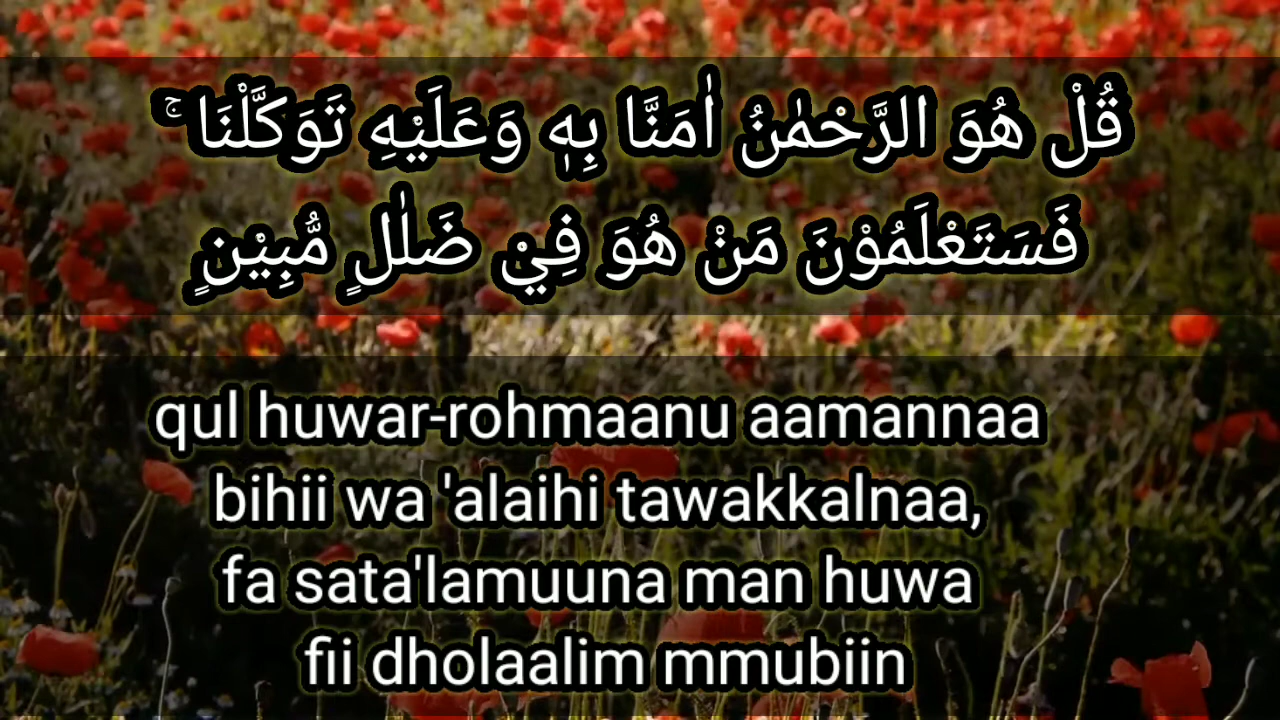 قُلْ هُوَ الرَّحْمٰنُ اٰمَنَّا بِهٖ وَعَلَيْهِ تَوَكَّلْنَا ۚ
فَسَتَعْلَمُوْنَ مَنْ هُوَ فِيْ ضَلٰلٍ مُّبِيْنٍ
qul huwar-rohmaanu aamannaa
bihii wa 'alaihi tawakkalnaa,
fa sata'lamuuna man huwa
fii dholaalim mmubiin